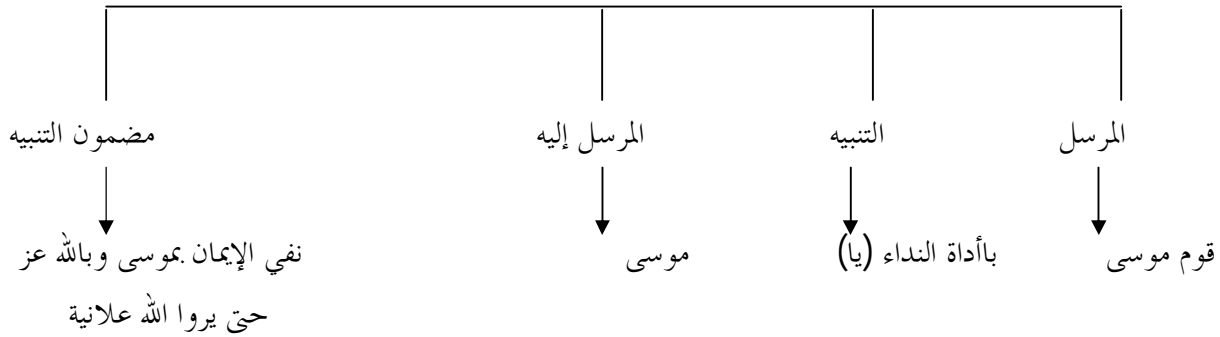 المرسل التنبيه المرسل إليه مضمون التنبيه
قوم موسى باأداة النداء (يا) موسى نفي الإيمان بموسى وبالله عز
حتى يروا الله علانية